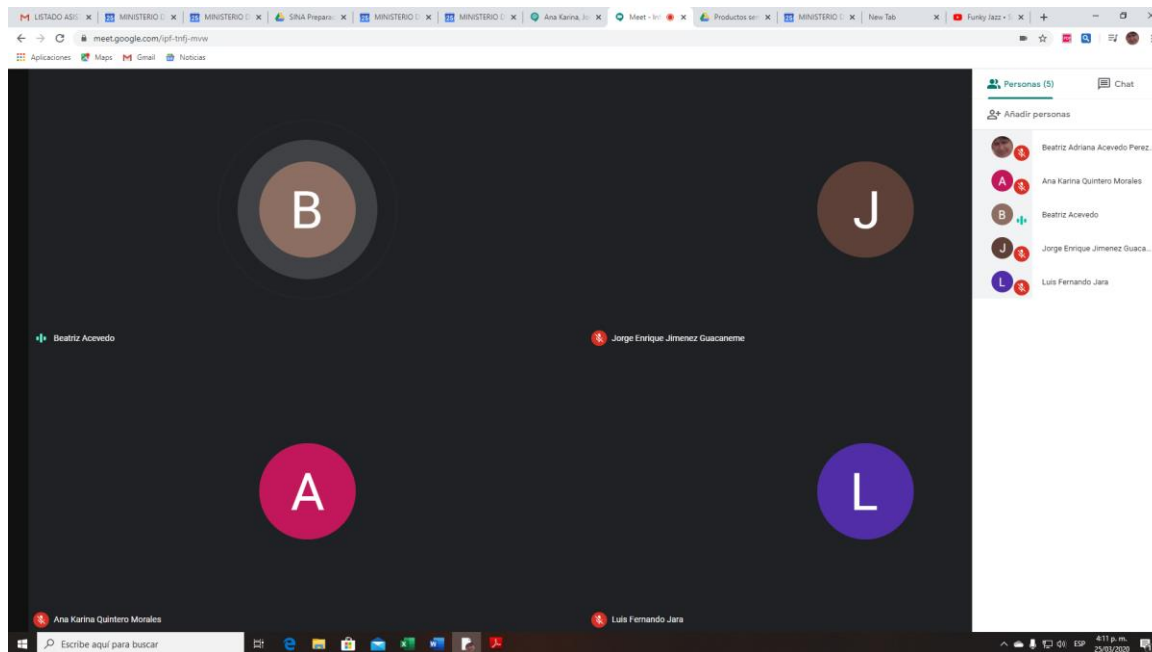 LISTADO ASIS
MINISTERIO D
MINISTERIO D
SINA Prepara
MINISTERIO D
MINISTERIO D
Ana Karina, Jo
Meet - Ini
Productos ser
MINISTERIO D
New Tab
Funky Jazz •
meet.google.com/ipf-tnfj-mvw
Aplicaciones
Maps
Gmail
Noticias
Personas (5)
Chat
Añadir personas
Beatriz Adriana Acevedo Perez...
A
Ana Karina Quintero Morales
B
Beatriz Acevedo
J
Jorge Enrique Jimenez Guaca...
L
Luis Fernando Jara
B
Beatriz Acevedo
J
Jorge Enrique Jimenez Guacaneme
A
Ana Karina Quintero Morales
L
Luis Fernando Jara
Escribe aquí para buscar
ESP
4:11 p. m.
25/03/2020